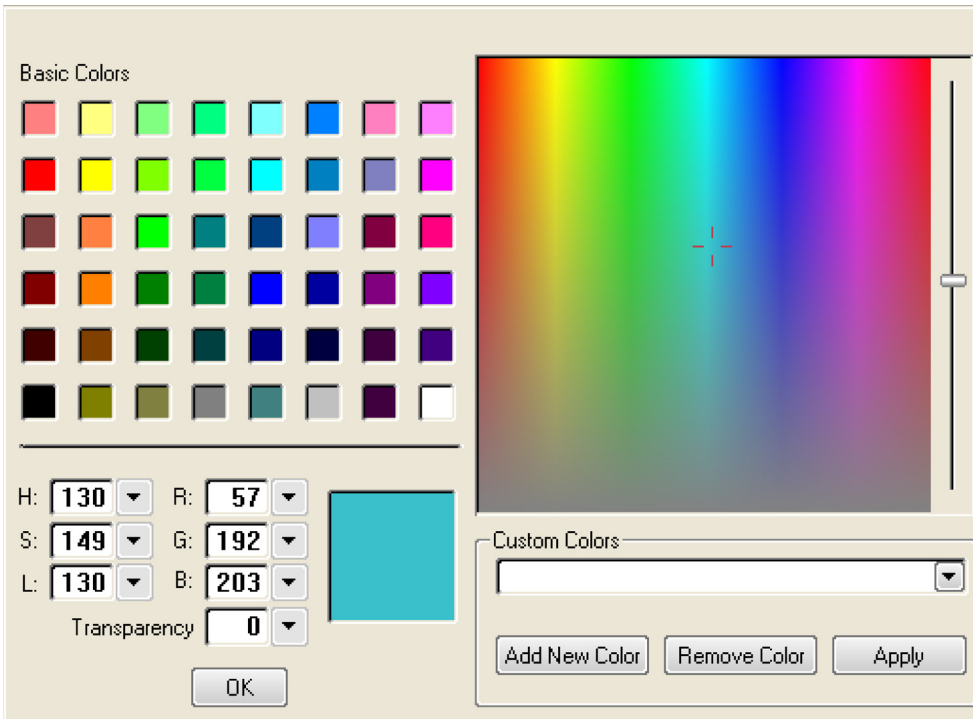 Basic Colors
H: 130 R: 57
S: 149 G: 192
L: 130 B: 203
Transparency 0
OK
Custom Colors
Add New Color Remove Color Apply